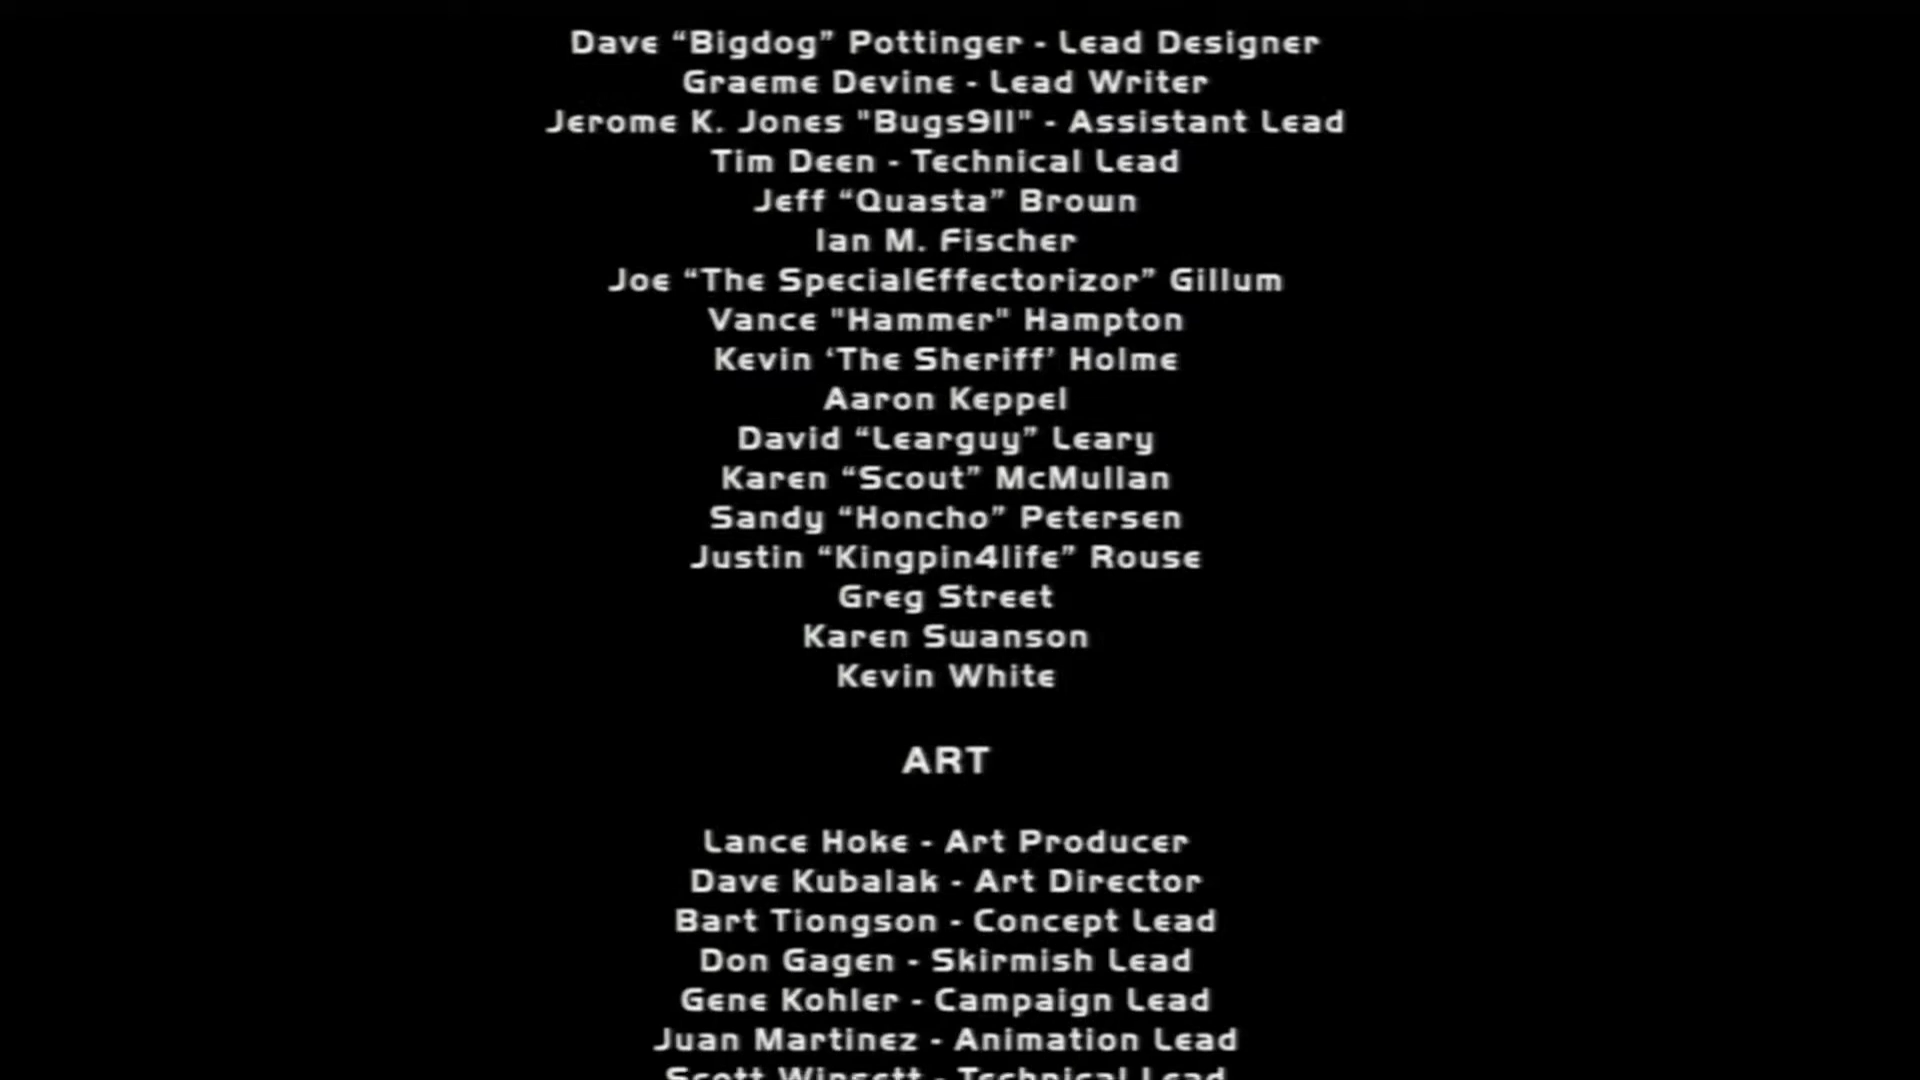 Dave “Bigdog” Pottinger - Lead Designer
Graeme Devine - Lead Writer
Jerome K. Jones "Bugs911" - Assistant Lead
Tim Deen - Technical Lead
Jeff “Quasta” Brown
Ian M. Fischer
Joe “The SpecialEffectorizor” Gillum
Vance "Hammer" Hampton
Kevin ‘The Sheriff’ Holme
Aaron Keppel
David “Learguy” Leary
Karen “Scout” McMullan
Sandy “Honcho” Petersen
Justin “Kingpin4life” Rouse
Greg Street
Karen Swanson
Kevin White
ART
Lance Hoke - Art Producer
Dave Kubalak - Art Director
Bart Tiongson - Concept Lead
Don Gagen - Skirmish Lead
Gene Kohler - Campaign Lead
Juan Martinez - Animation Lead
Scott Winsett - Technical Lead